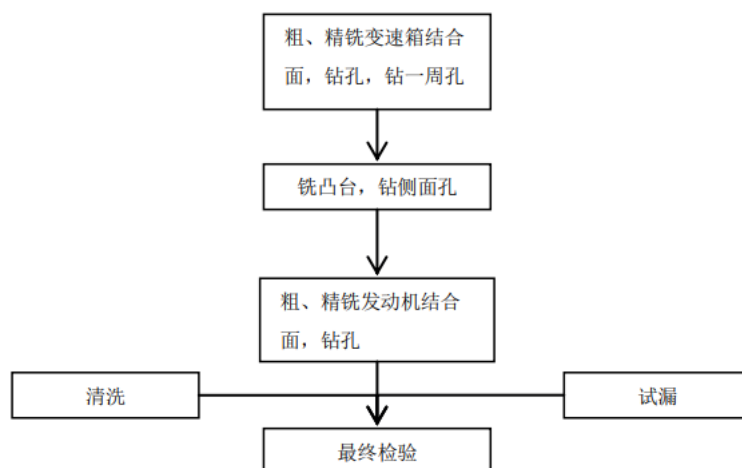 粗、精铣变速箱结合
面，钻孔，钻一周孔
铣凸台，钻侧面孔
粗、精铣发动机结合
面，钻孔
清洗
试漏
最终检验